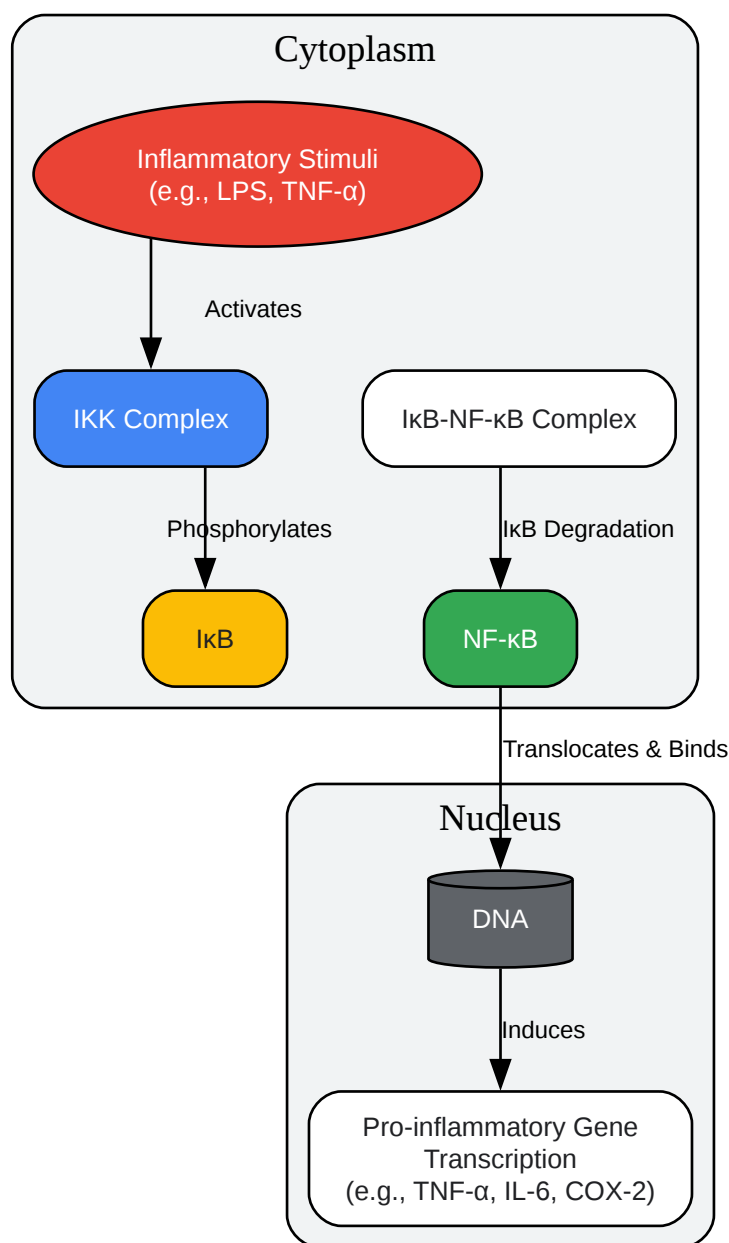 Cytoplasm
Inflammatory Stimuli
(e.g., LPS, TNF-α)
Activates
IKK Complex
IκB-NF-κB Complex
Phosphorylates
IκB Degradation
IκB
NF-κB
Translocates & Binds
Nucleus
DNA
Induces
Pro-inflammatory Gene
Transcription
(e.g., TNF-α, IL-6, COX-2)